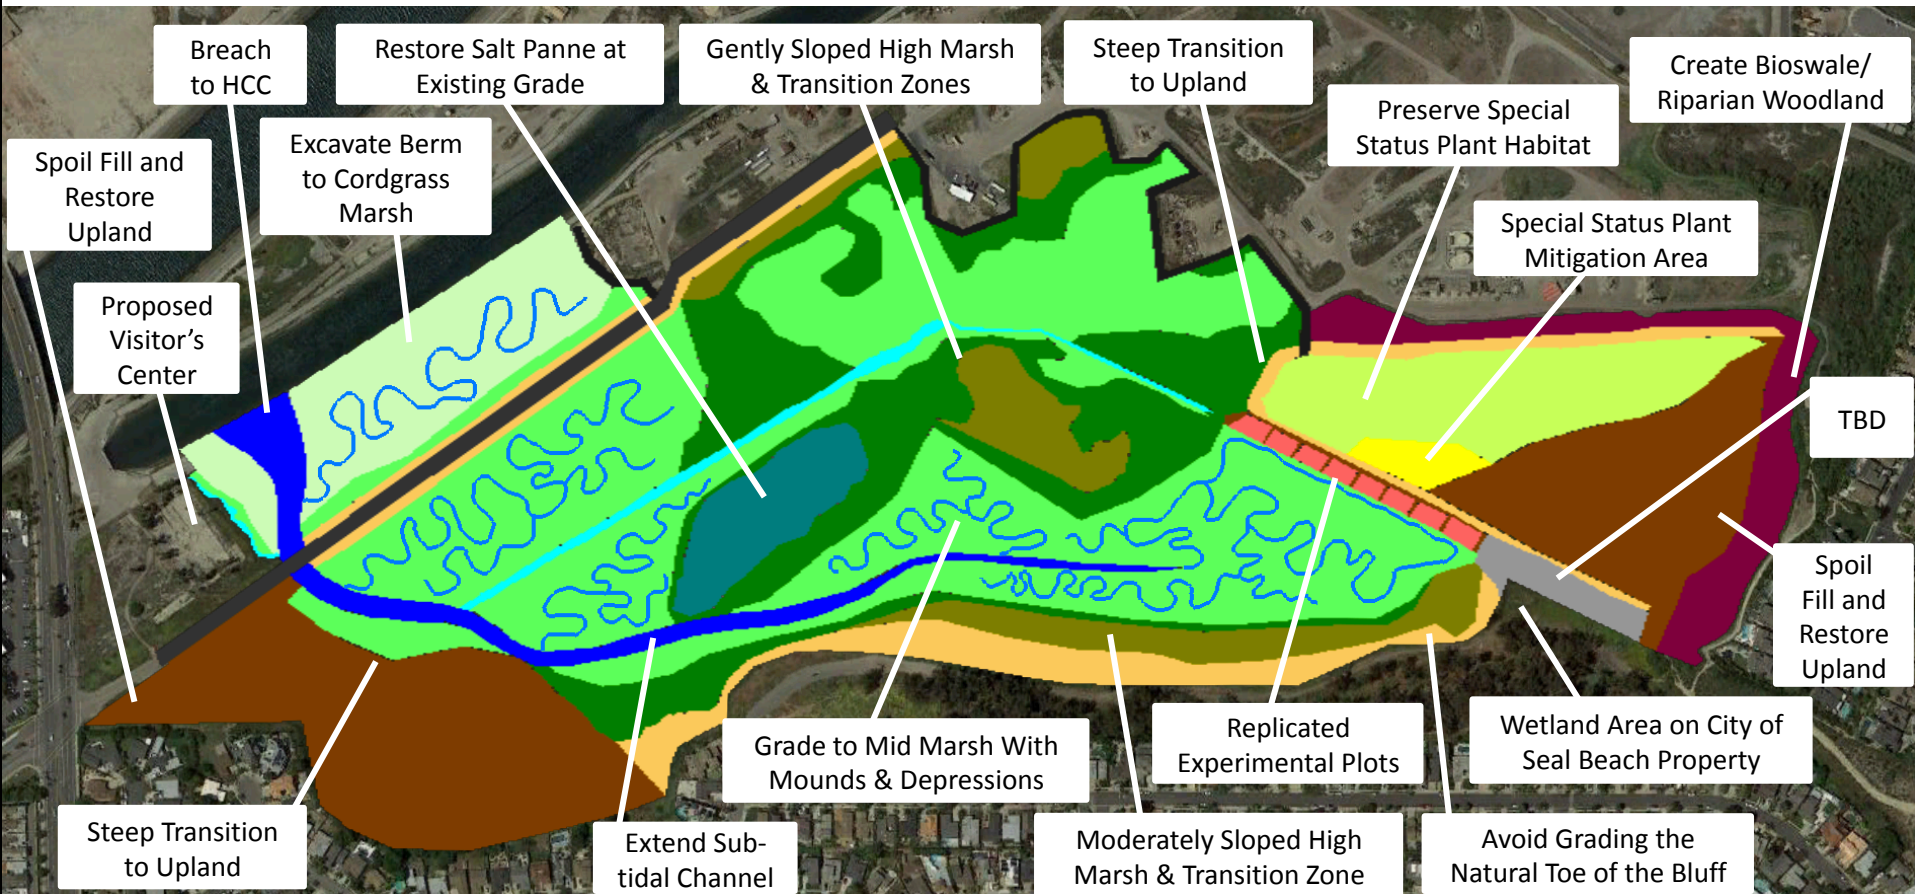 Breach
to HCC
Restore Salt Panne at
Existing Grade
Gently Sloped High Marsh
& Transition Zones
Steep Transition
to Upland
Create Bioswale/
Riparian Woodland
Preserve Special
Status Plant Habitat
Excavate Berm
to Cordgrass
Marsh
Spoil Fill and
Restore
Upland
Special Status Plant
Mitigation Area
Proposed
Visitor's
Center
TBD
Spoil
Fill and
Restore
Upland
Wetland Area on City of
Seal Beach Property
Replicated
Experimental Plots
Grade to Mid Marsh With
Mounds & Depressions
Steep Transition
to Upland
Extend Sub-
tidal Channel
Moderately Sloped High
Marsh & Transition Zone
Avoid Grading the
Natural Toe of the Bluff